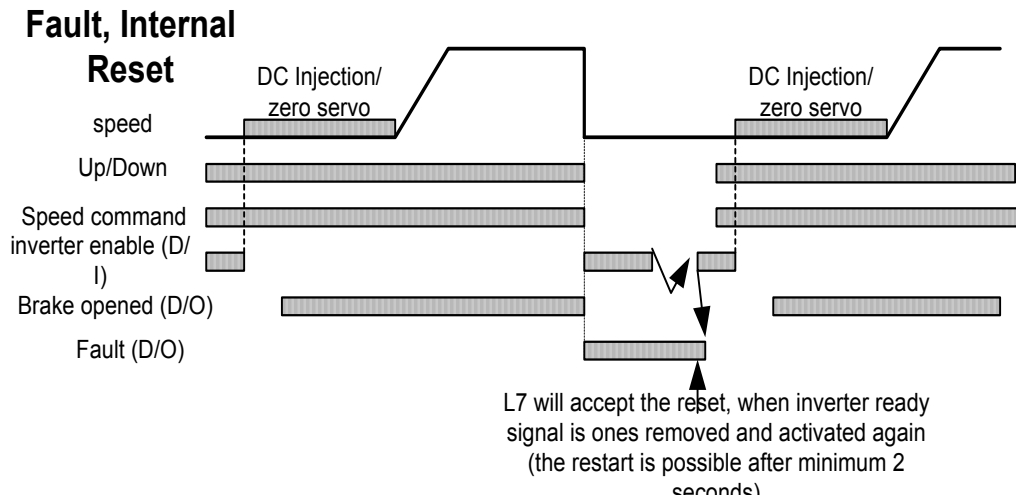 Fault, Internal
Reset
DC Injection/
zero servo
DC Injection/
zero servo
speed
Up/Down
Speed command
inverter enable (D/
I)
Brake opened (D/O)
Fault (D/O)
L7 will accept the reset, when inverter ready
signal is ones removed and activated again
(the restart is possible after minimum 2
seconds)